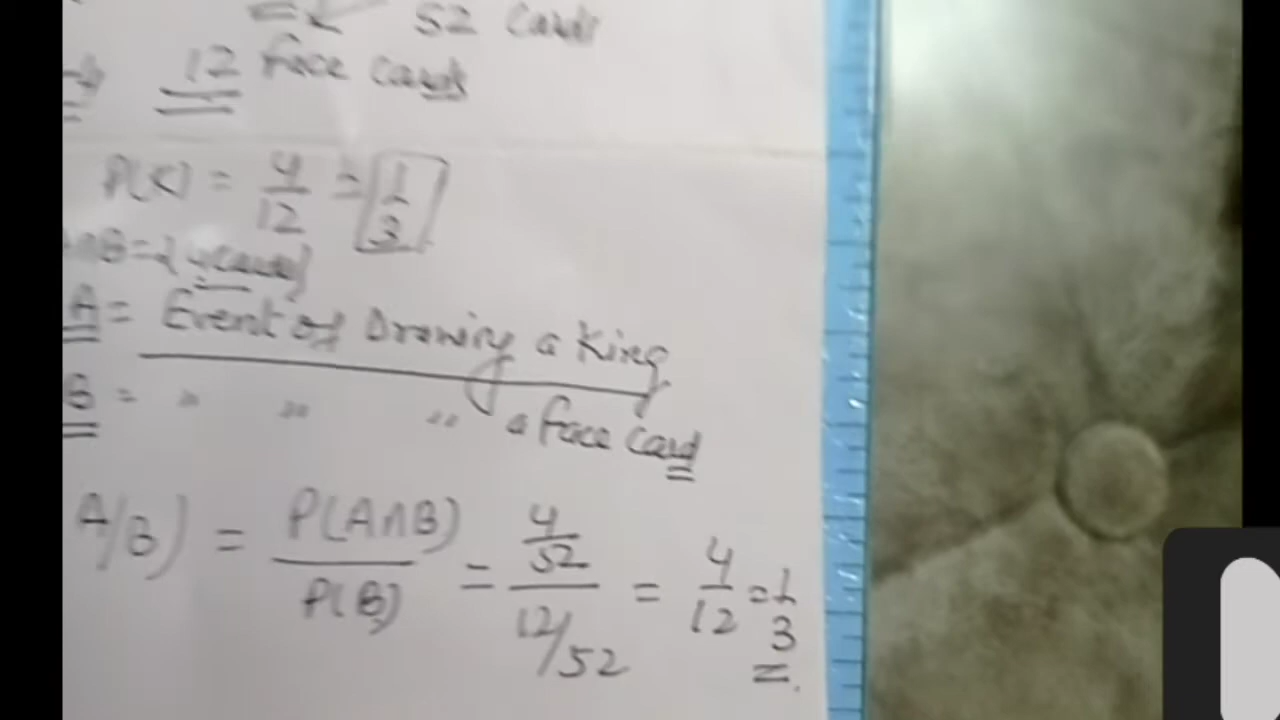 52 Cards
12 face cards
P(K) = 4/12 = 1/3
A∩B = {4 cards}
A = Event of Drawing a King
B = " " " a face card
A/B) = P(A∩B)/P(B) = (4/52)/(12/52) = 4/12 = 1/3